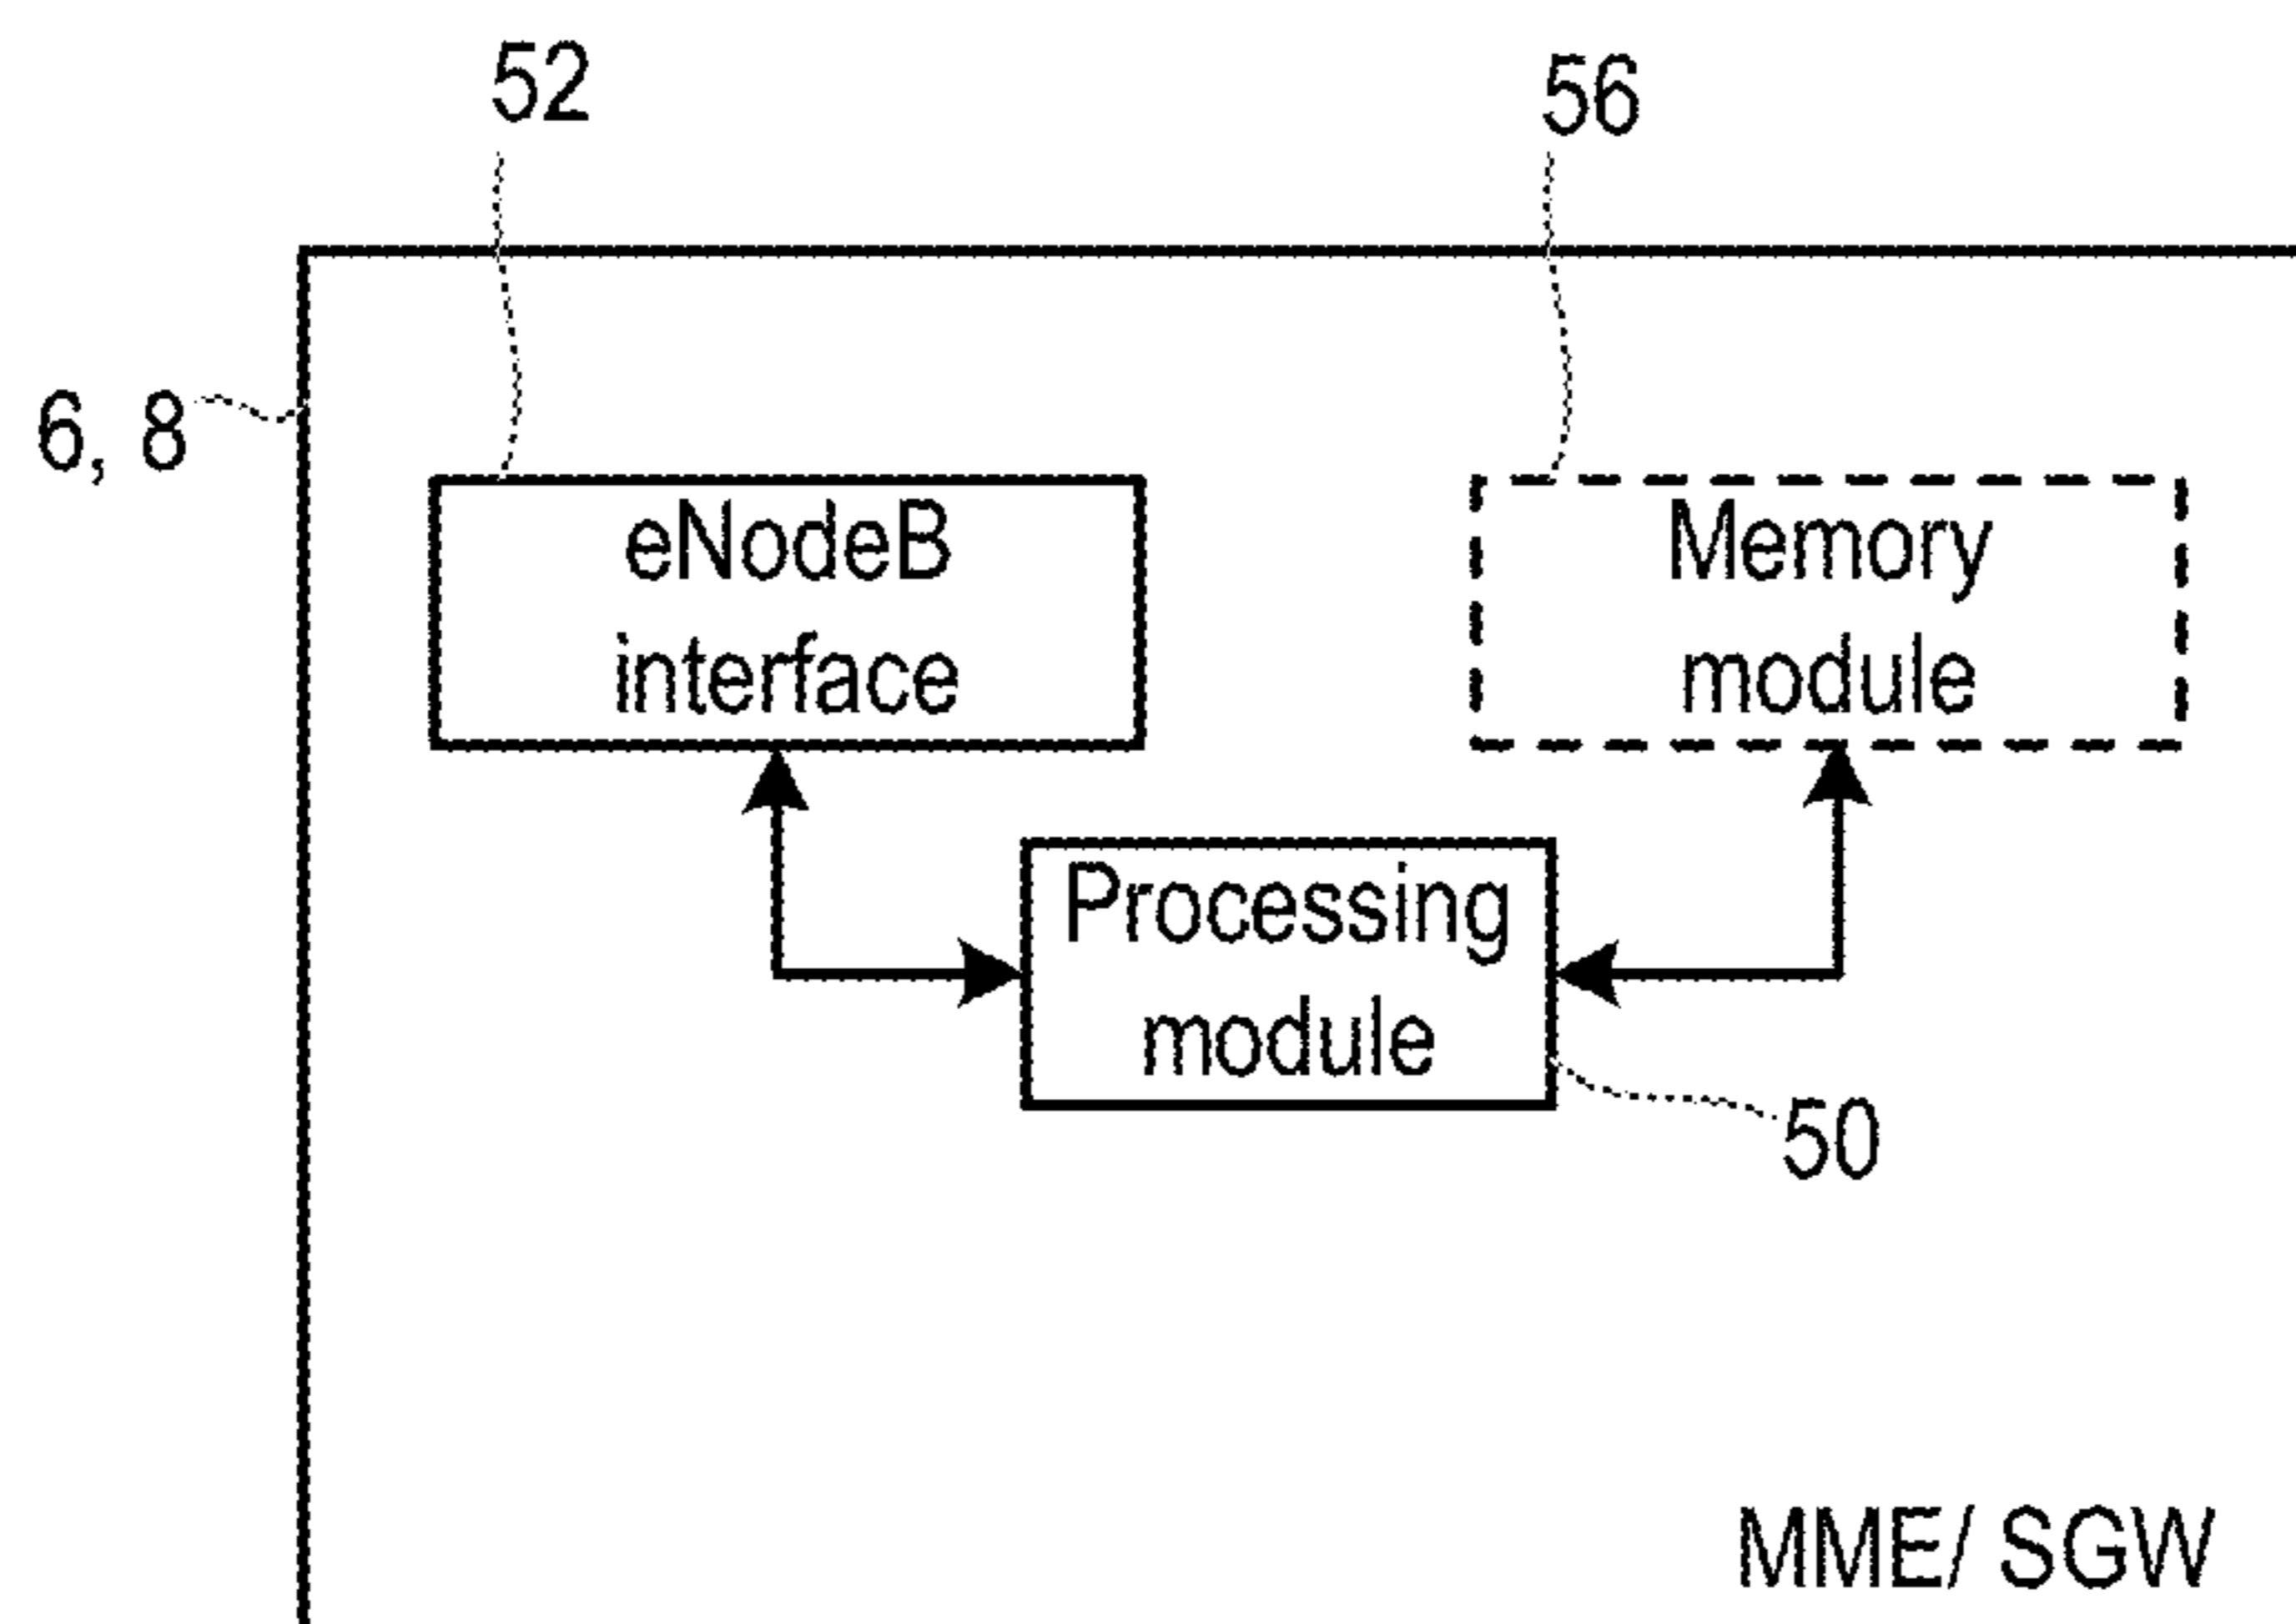 52
56
6, 8
eNodeB
interface
Memory
module
Processing
module
50
MME/ SGW